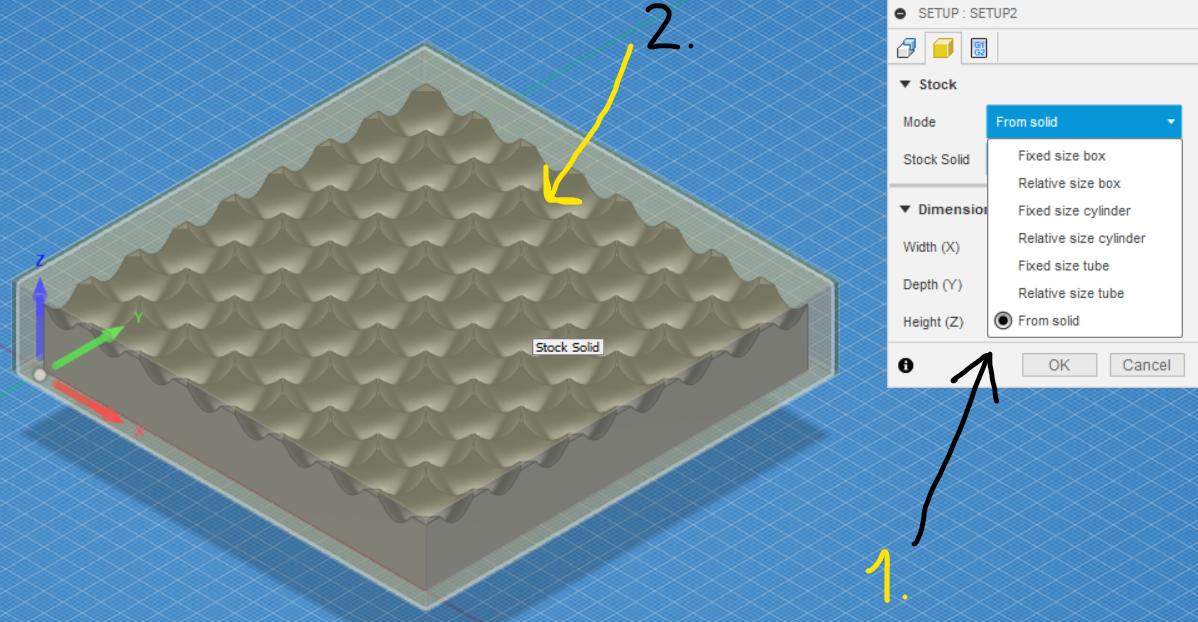 2.
SETUP : SETUP2
G1
G2
Stock
Mode
From solid
Stock Solid
Fixed size box
Relative size box
Fixed size cylinder
Relative size cylinder
Fixed size tube
Relative size tube
From solid
Dimension
Width (X)
Depth (Y)
Height (Z)
OK
Cancel
Z
Y
X
Stock Solid
1.